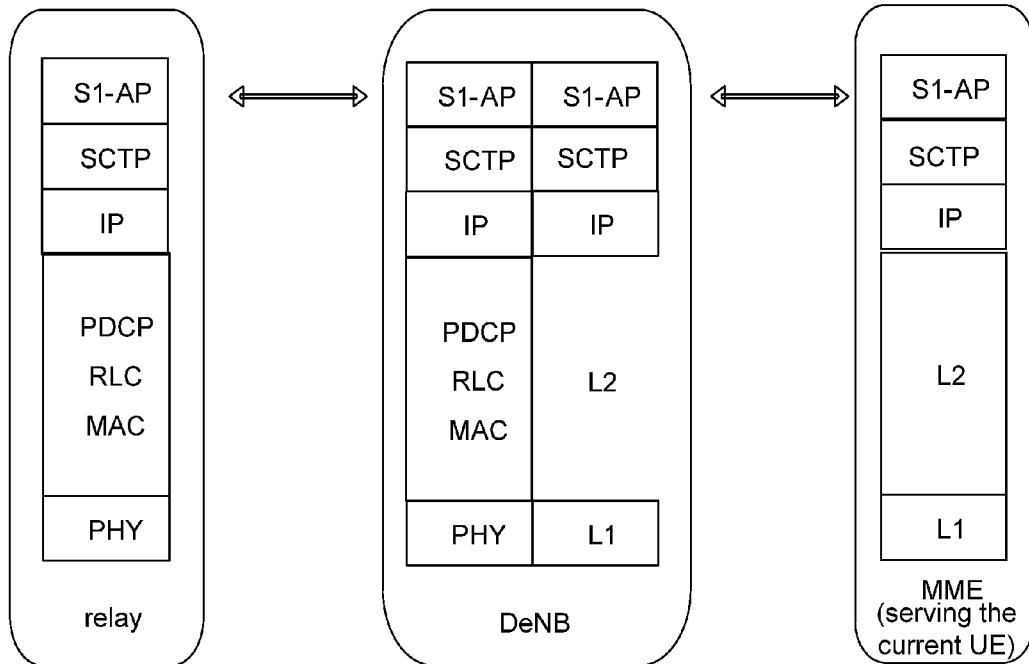 S1-AP
SCTP
IP
PDCP
RLC
MAC
PHY
relay
S1-AP S1-AP
SCTP SCTP
IP IP
PDCP
RLC L2
MAC
PHY L1
DeNB
S1-AP
SCTP
IP
L2
L1
MME
(serving the
current UE)